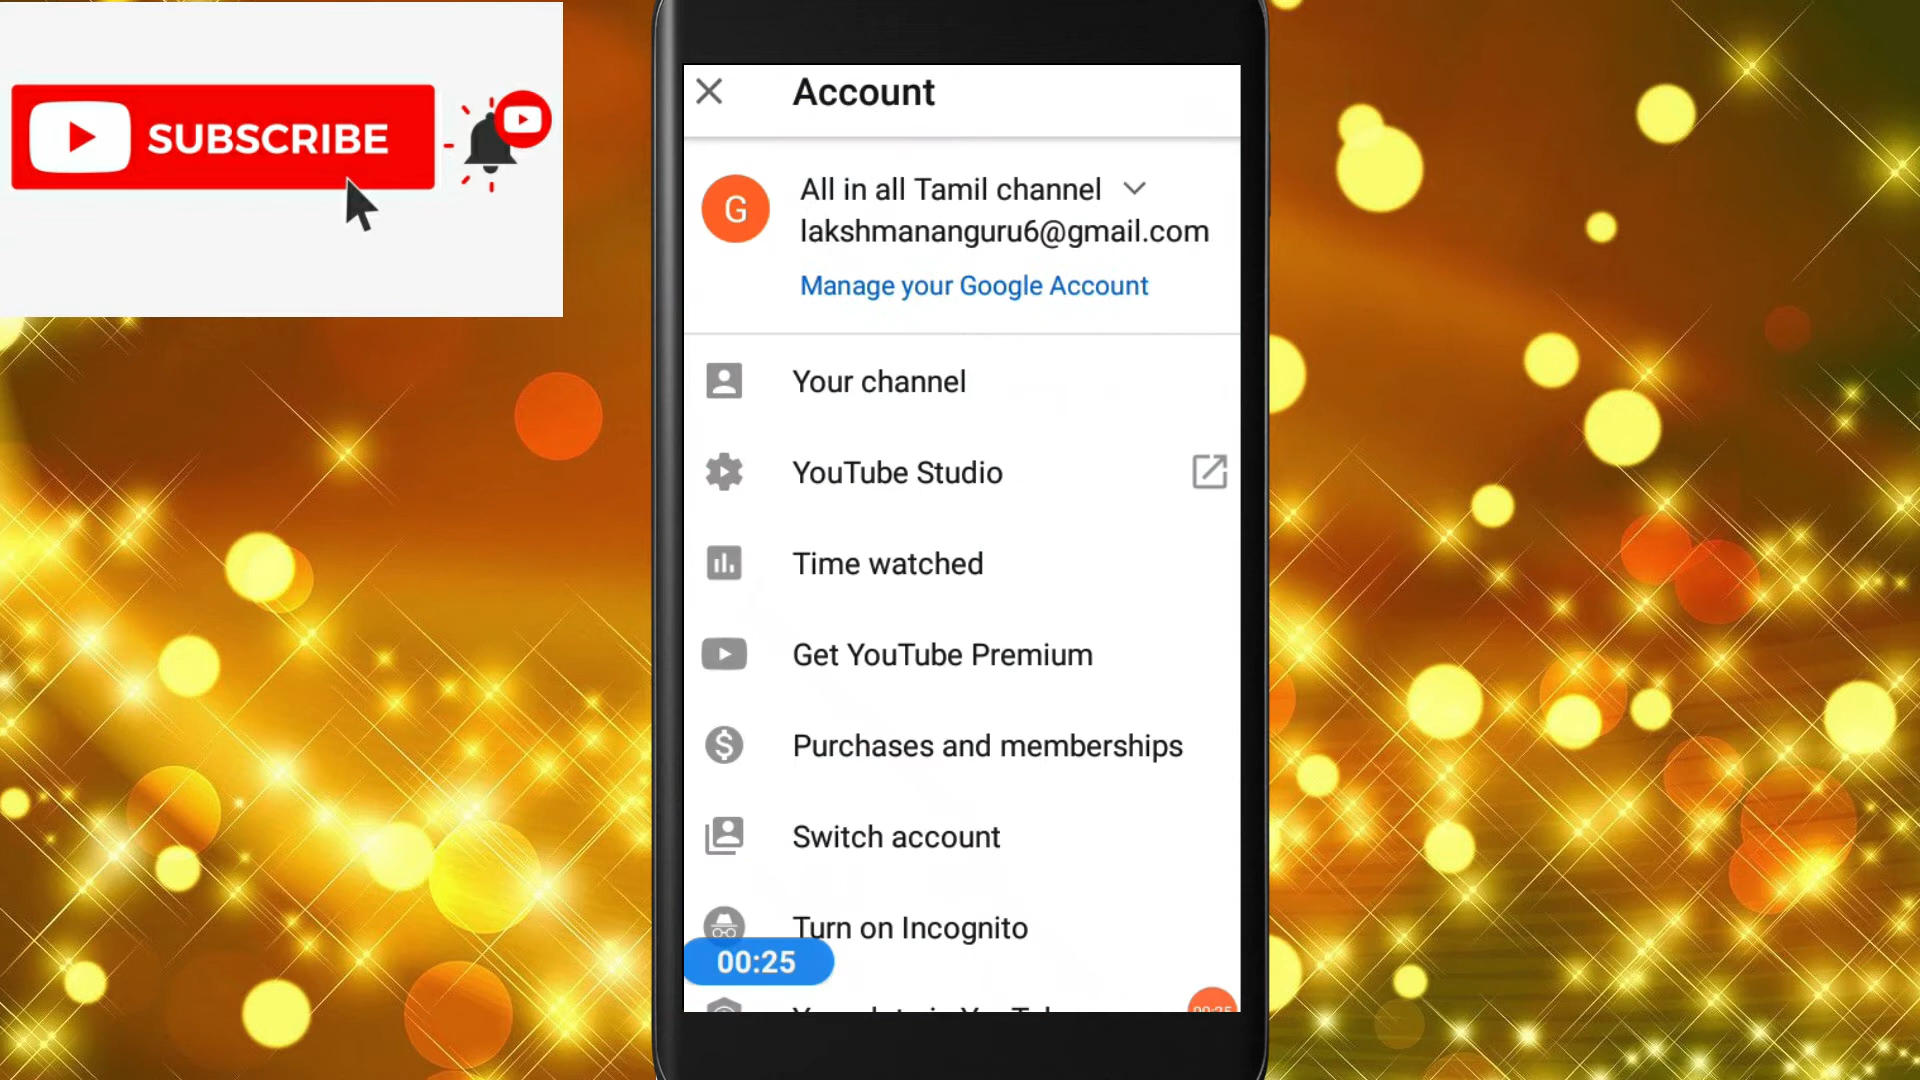 SUBSCRIBE
Account
G
All in all Tamil channel
lakshmananguru6@gmail.com
Manage your Google Account
Your channel
YouTube Studio
Time watched
Get YouTube Premium
Purchases and memberships
Switch account
Turn on Incognito
00:25